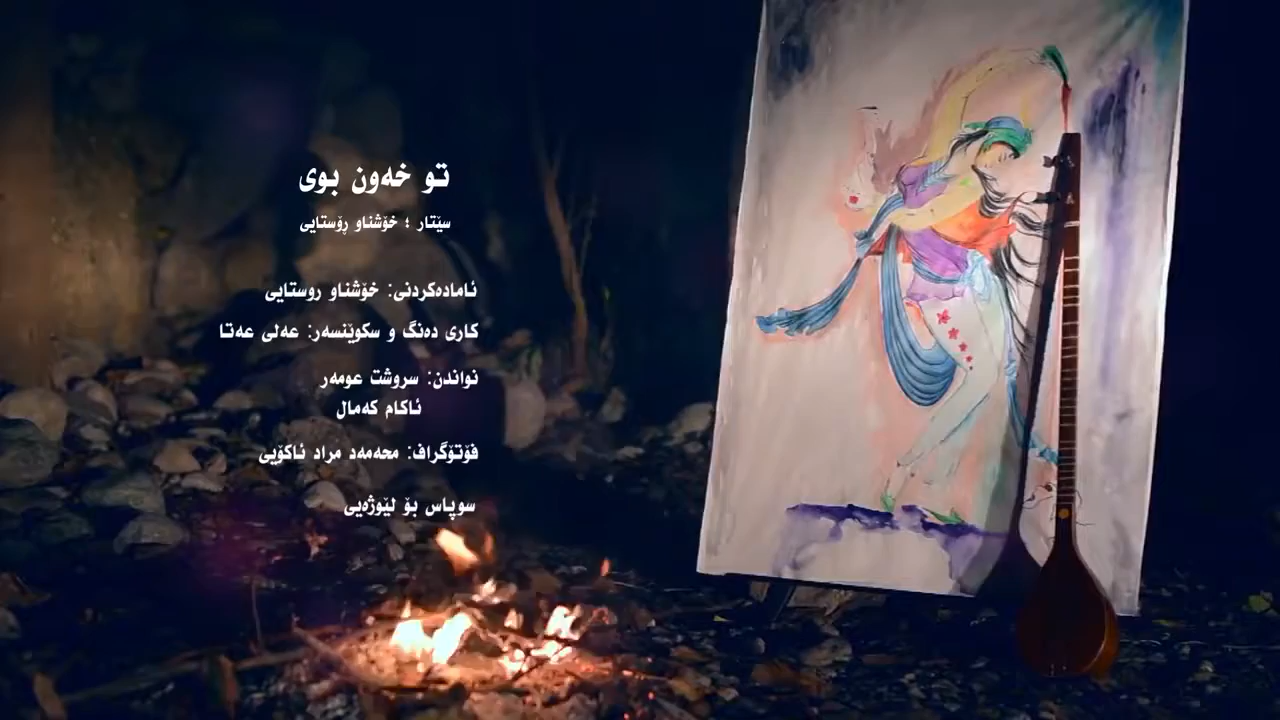 تو خەون بوی
سێتار ؛ خۆشناو ڕۆستایی
ئامادەکردنی: خۆشناو روستایی
کاری دەنگ و سکوێنسەر: عەلی عەتا
نواندن: سروشت عومەر
ئاکام کەمال
فۆتۆگراف: محەمەد مراد ئاکۆیی
سوپاس بۆ لێوژەیی